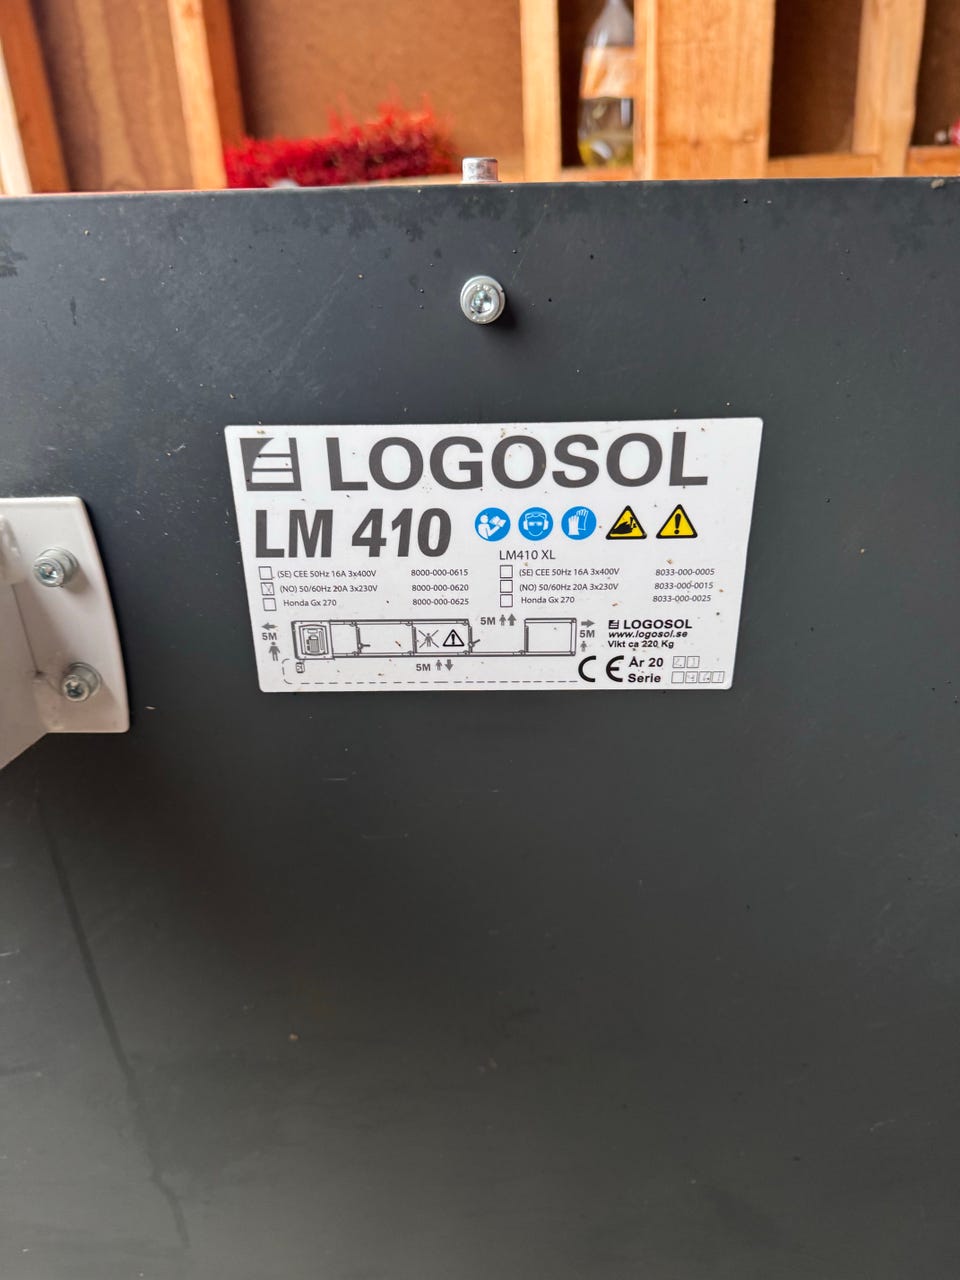 LOGOSOL
LM 410
LM410 XL
(SE) CEE 50Hz 16A 3x400V 8000-000-0615
(NO) 50/60Hz 20A 3x230V 8000-000-0620
Honda Gx 270 8000-000-0625
(SE) CEE 50Hz 16A 3x400V 8033-000-0005
(NO) 50/60Hz 20A 3x230V 8033-000-0015
Honda Gx 270 8033-000-0025
5M
5M
5M
5M
LOGOSOL
www.logosol.se
Vikt ca 220 Kg
CE
År 20
Serie